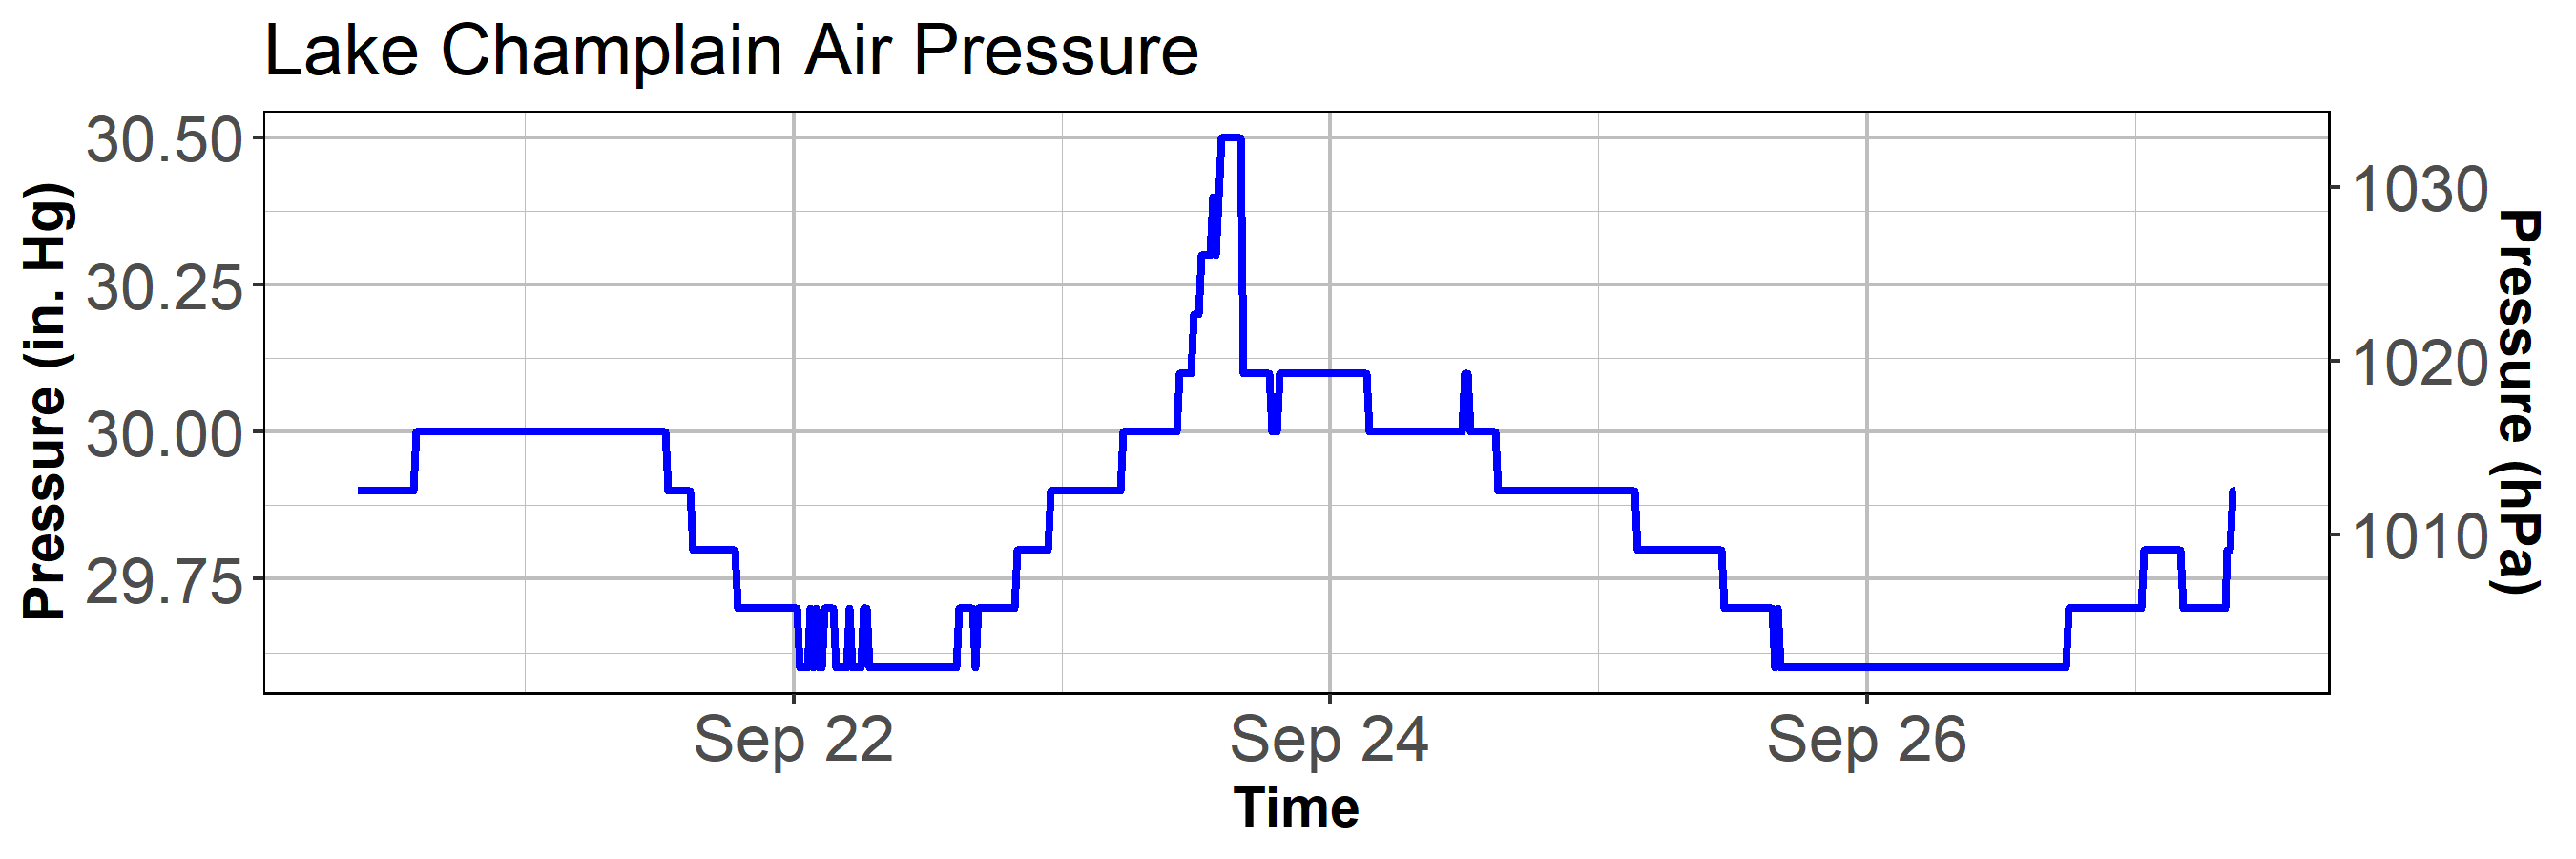 Lake Champlain Air Pressure
Pressure (in. Hg)
30.50
30.25
30.00
29.75
1030
1020
1010
Pressure (hPa)
Sep 22 Sep 24 Sep 26
Time